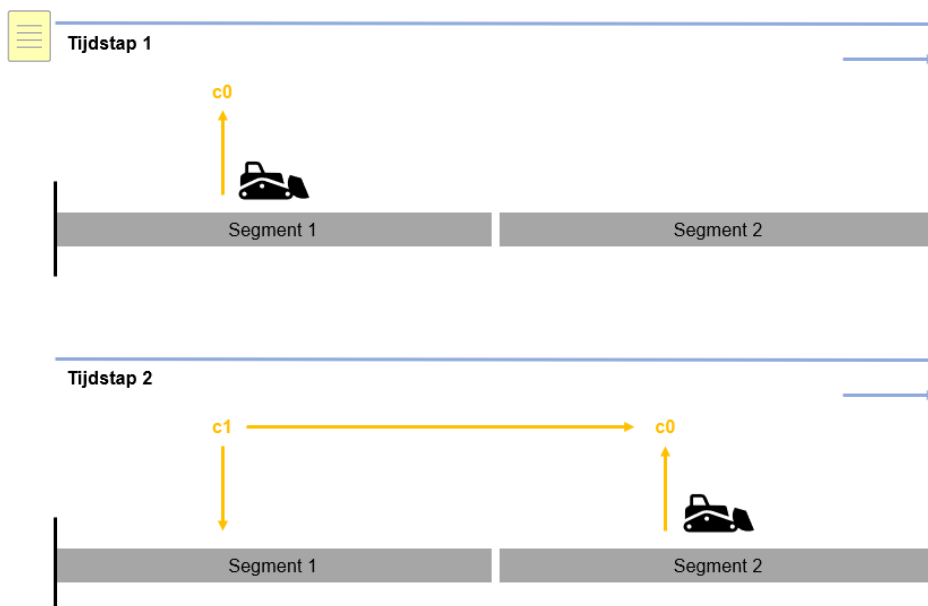 Tijdstap 1
c0
Segment 1 Segment 2
Tijdstap 2
c1 c0
Segment 1 Segment 2